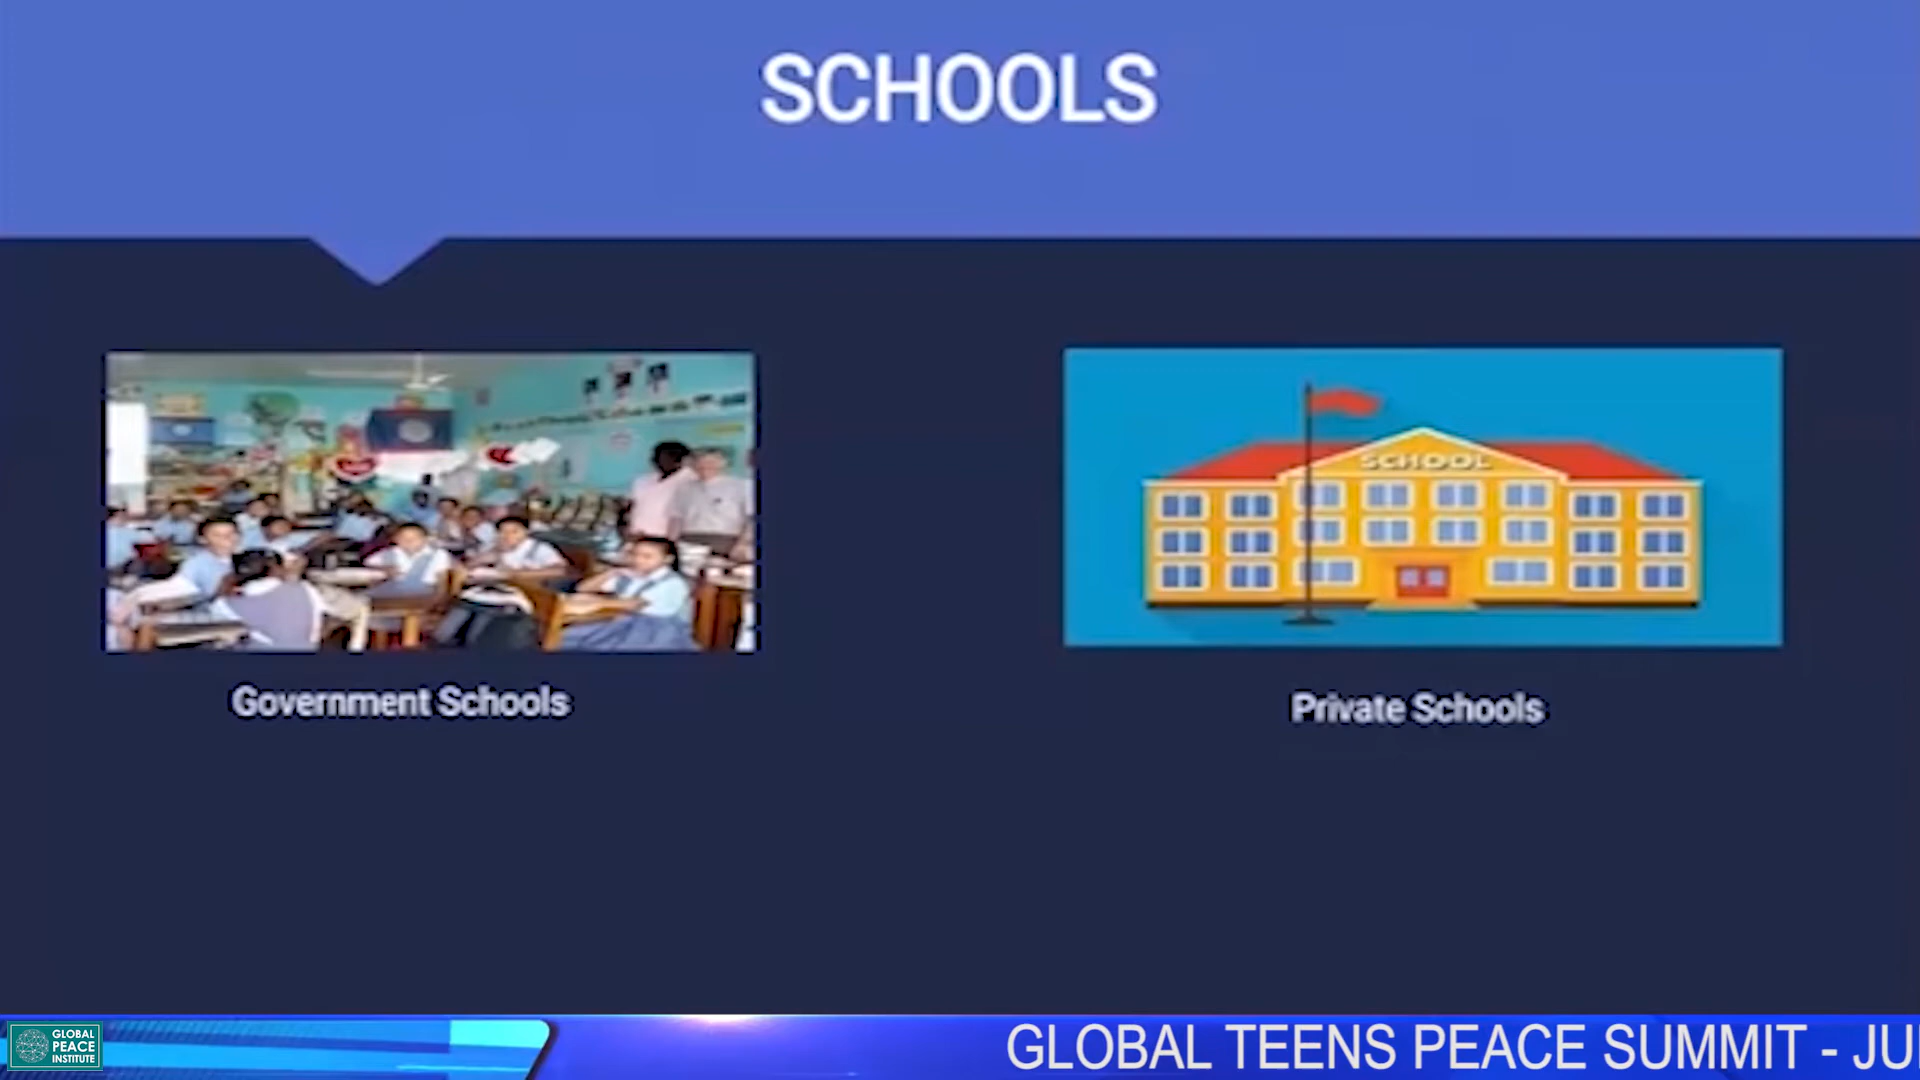 SCHOOLS
SCHOOL
Government Schools
Private Schools
GLOBAL
PEACE
INSTITUTE
GLOBAL TEENS PEACE SUMMIT - JU